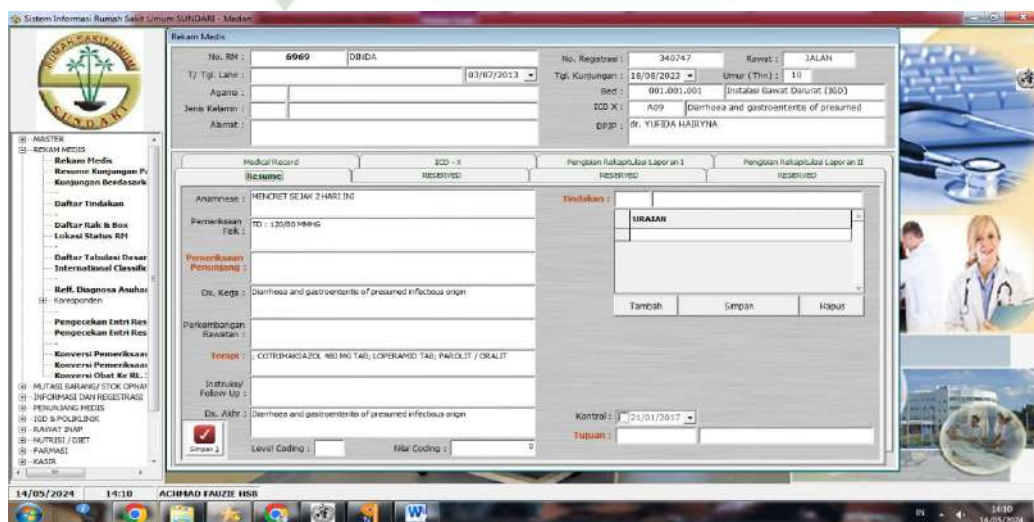 Sistem Informasi Rumah Sakit Umum SUNDARI - Medan
RUMAH SAKIT UMUM
SUNDARI
MASTER
REKAM MEDIS
Rekam Medis
Resume Kunjungan Pa
Kunjungan Berdasark
Daftar Tindakan
Daftar Rak & Box
Lokasi Status RM
Daftar Tabulasi Dasar
International Classific
Reff. Diagnosa Asuhan
Koresponden
Pengecekan Entri Res
Pengecekan Entri Res
Konversi Pemeriksaan
Konversi Pemeriksaan
Konversi Obat Ke RL.
MUTASI BARANG/ STOK OPNAM
INFORMASI DAN REGISTRASI
PENUNJANG MEDIS
IGD & POLIKLINIK
RAWAT INAP
NUTRISI / DIET
FARMASI
KASIR
Rekam Medis
No. RM : 6969 DINDA
T/ Tgl. Lahir : 03/07/2013
Agama :
Jenis Kelamin :
Alamat :
No. Registrasi : 340747 Rawat : JALAN
Tgl. Kunjungan : 18/08/2023 Umur (Thn) : 10
Bed : 001.001.001 Instalasi Gawat Darurat (IGD)
ICD X : A09 Diarrhoea and gastroenteritis of presumed
DPJP : dr. YUFIDA HAIRYNA
Medical Record ICD - X Pengisian Rekapitulasi Laporan I Pengisian Rekapitulasi Laporan II
Resume RESERVED RESERVED RESERVED
Anamnese : MENCRET SEJAK 2 HARI INI
Pemeriksaan Fisik : TD : 120/80 MMHG
Pemeriksaan Penunjang :
Dx. Kerja : Diarrhoea and gastroenteritis of presumed infectious origin
Perkembangan Rawatan :
Terapi : ; COTRIMAKSAZOL 480 MG TAB; LOPERAMID TAB; PAROLIT / ORALIT
Instruksi/ Follow Up :
Dx. Akhir : Diarrhoea and gastroenteritis of presumed infectious origin
Simpan
Level Coding : Nilai Coding : 0
Tindakan :
URAIAN
Tambah Simpan Hapus
Kontrol : 21/01/2017
Tujuan :
14/05/2024 14:10 ACHMAD FAUZIE HSB
IN 14:10
14/05/2024